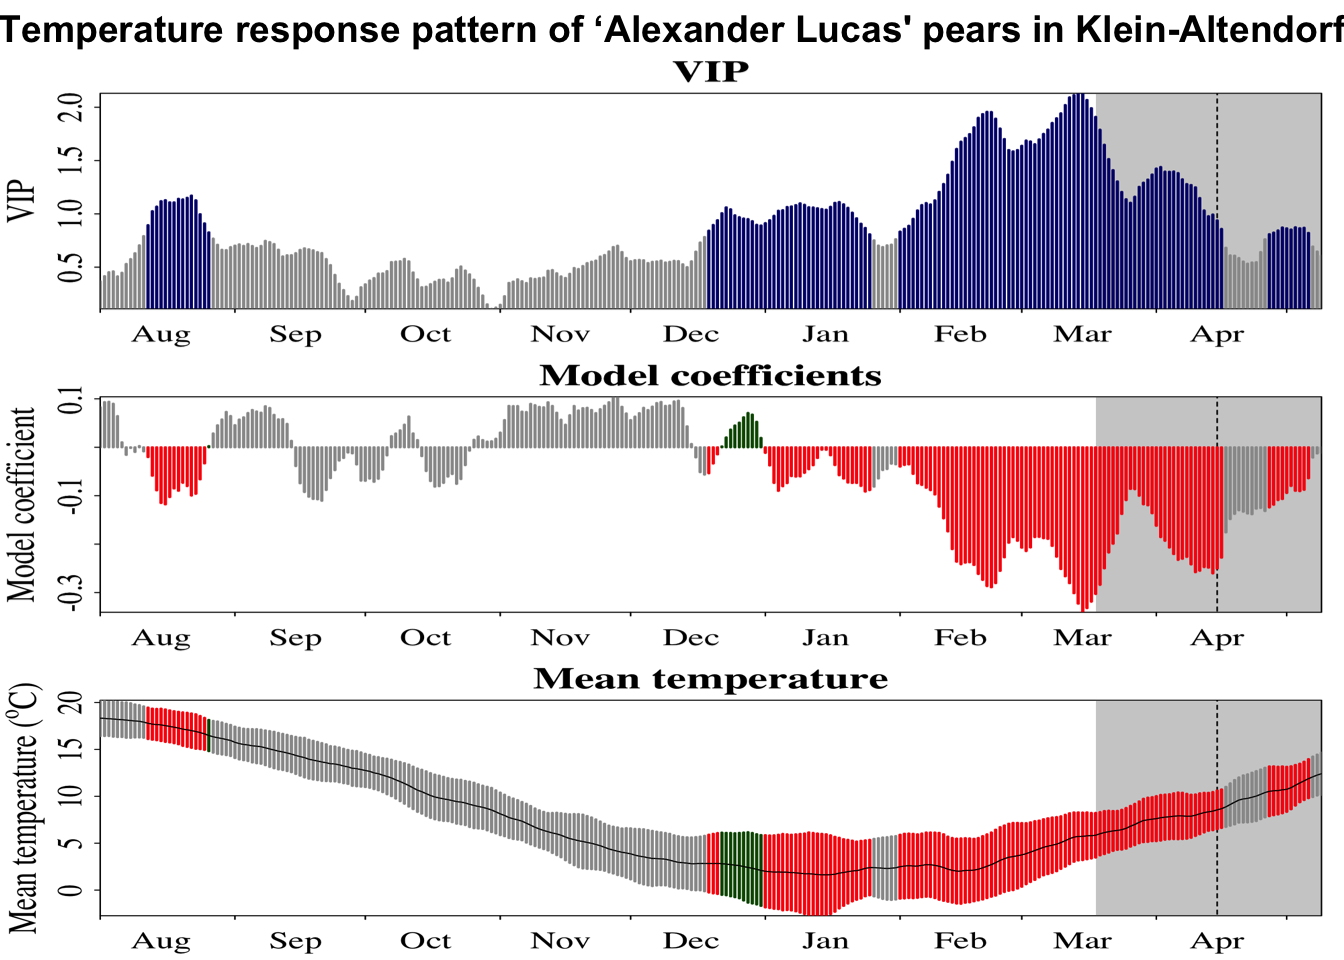 Temperature response pattern of ‘Alexander Lucas' pears in Klein-Altendorf
VIP
VIP
2.0
1.5
1.0
0.5
Aug Sep Oct Nov Dec Jan Feb Mar Apr
Model coefficients
Model coefficient
0.1
-0.1
-0.3
Aug Sep Oct Nov Dec Jan Feb Mar Apr
Mean temperature
Mean temperature (⁰C)
20
15
10
5
0
Aug Sep Oct Nov Dec Jan Feb Mar Apr